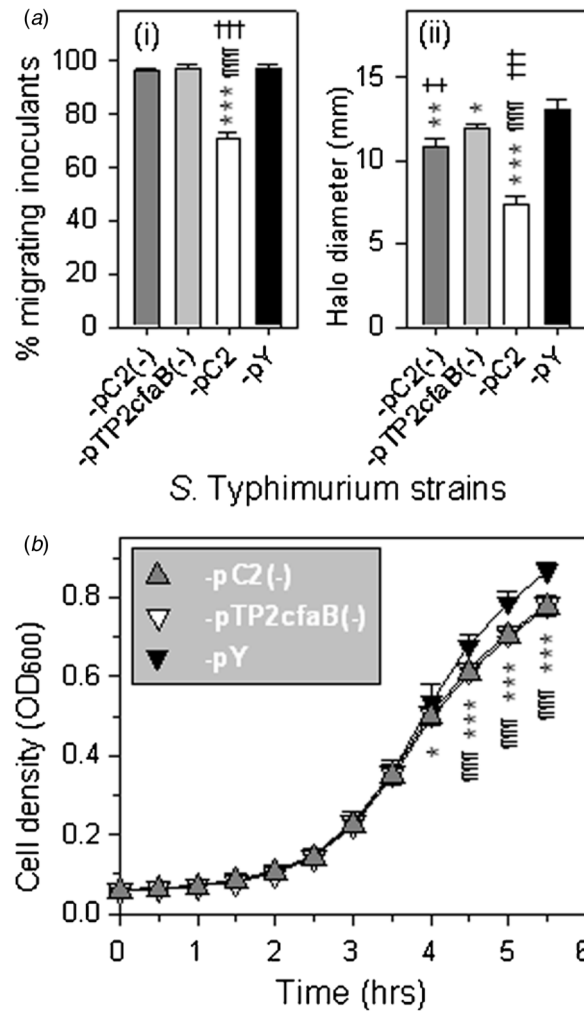 (a)
(i)
(ii)
% migrating inoculants
100
80
60
40
20
0
***
¶¶¶
‡‡‡
-pC2(-)
-pTP2cfaB(-)
-pC2
-pY
Halo diameter (mm)
15
10
5
0
**
‡‡
*
***
¶¶¶
‡‡‡
-pC2(-)
-pTP2cfaB(-)
-pC2
-pY
S. Typhimurium strains
(b)
-pC2(-)
-pTP2cfaB(-)
-pY
Cell density (OD600)
0.8
0.6
0.4
0.2
0.0
*
***
¶¶¶
***
¶¶¶
***
¶¶¶
0 1 2 3 4 5 6
Time (hrs)